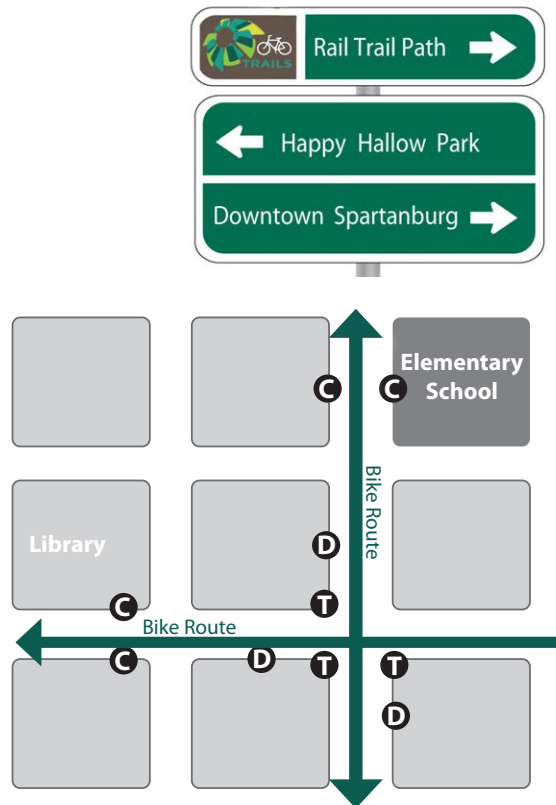 TRAILS
Rail Trail Path
Happy Hallow Park
Downtown Spartanburg
Elementary
School
C
C
Bike Route
Library
D
C
T
Bike Route
C
D
T
T
D